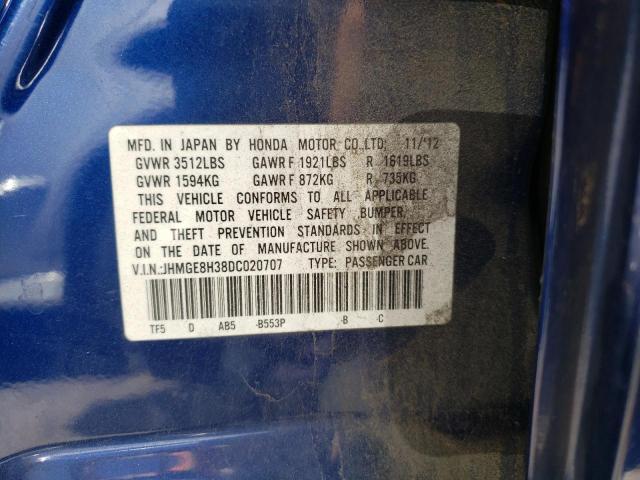 MFD. IN JAPAN BY HONDA MOTOR CO.,LTD. 11/'12
GVWR 3512LBS GAWR F 1921LBS R 1619LBS
GVWR 1594KG GAWR F 872KG R 735KG
THIS VEHICLE CONFORMS TO ALL APPLICABLE
FEDERAL MOTOR VEHICLE SAFETY BUMPER,
AND THEFT PREVENTION STANDARDS IN EFFECT
ON THE DATE OF MANUFACTURE SHOWN ABOVE.
V.I.N.:JHMGE8H38DC020707 TYPE: PASSENGER CAR
TF5 D AB5 -B553P -B -C